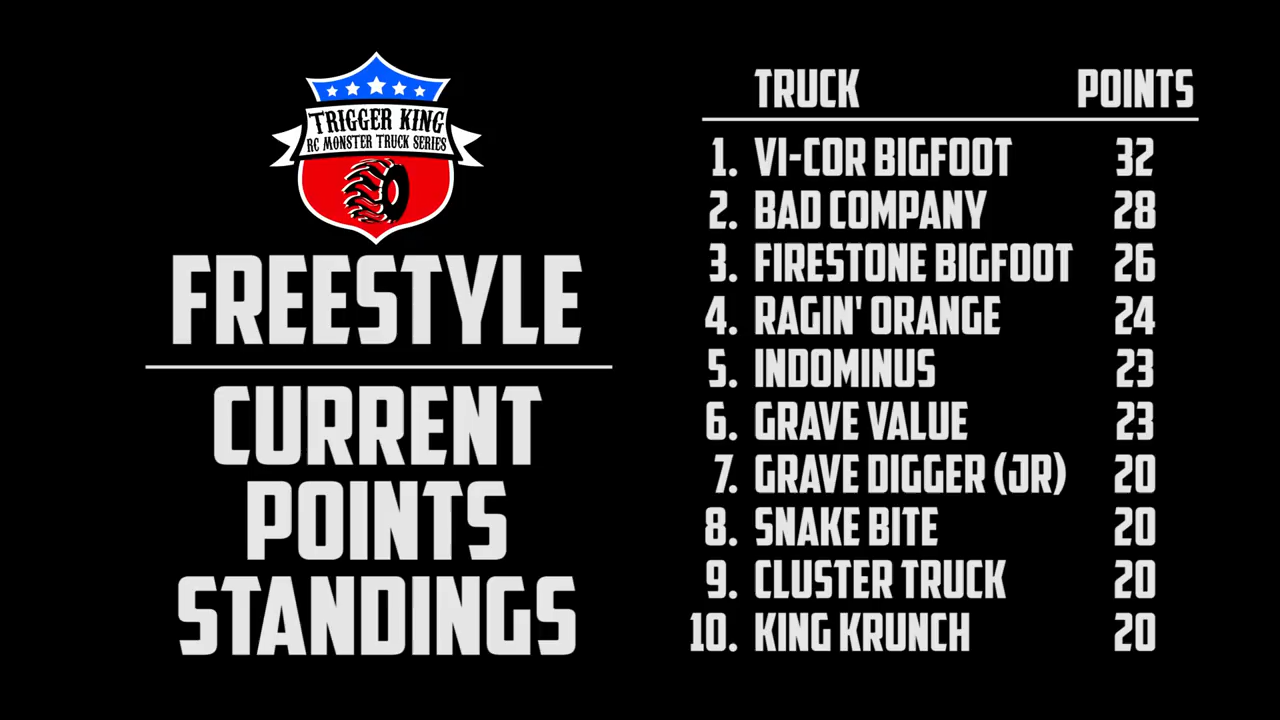 TRIGGER KING
RC MONSTER TRUCK SERIES
FREESTYLE
CURRENT
POINTS
STANDINGS
TRUCK POINTS
1. VI-COR BIGFOOT 32
2. BAD COMPANY 28
3. FIRESTONE BIGFOOT 26
4. RAGIN' ORANGE 24
5. INDOMINUS 23
6. GRAVE VALUE 23
7. GRAVE DIGGER (JR) 20
8. SNAKE BITE 20
9. CLUSTER TRUCK 20
10. KING KRUNCH 20